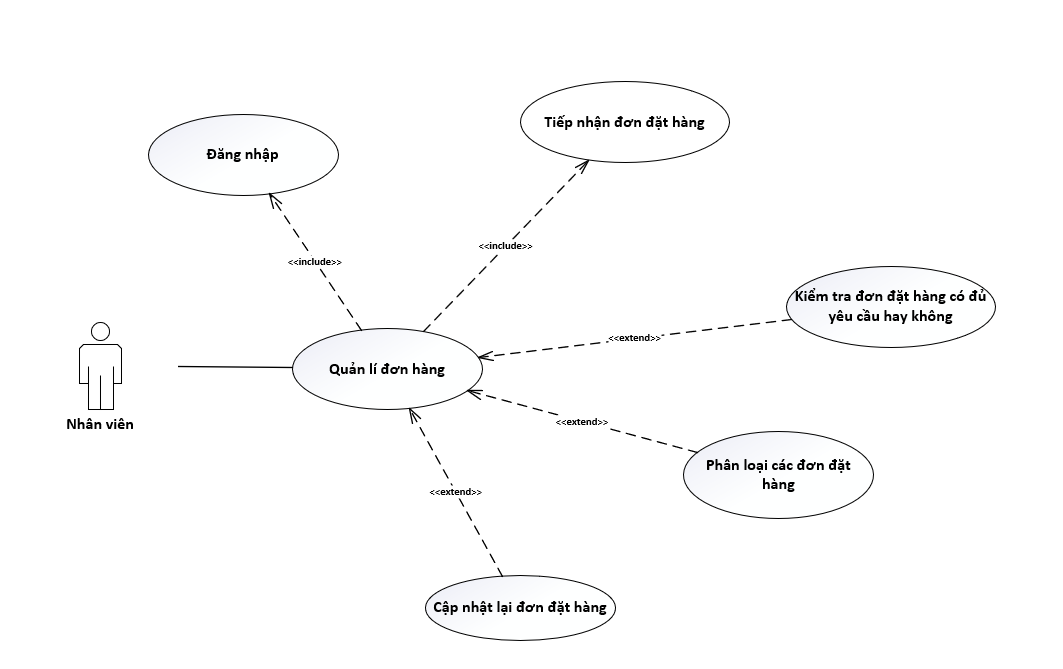 Tiếp nhận đơn đặt hàng
Đăng nhập
<<include>>
<<include>>
Kiểm tra đơn đặt hàng có đủ
yêu cầu hay không
<<extend>>
Quản lí đơn hàng
Nhân viên
<<extend>>
Phân loại các đơn đặt
hàng
<<extend>>
Cập nhật lại đơn đặt hàng